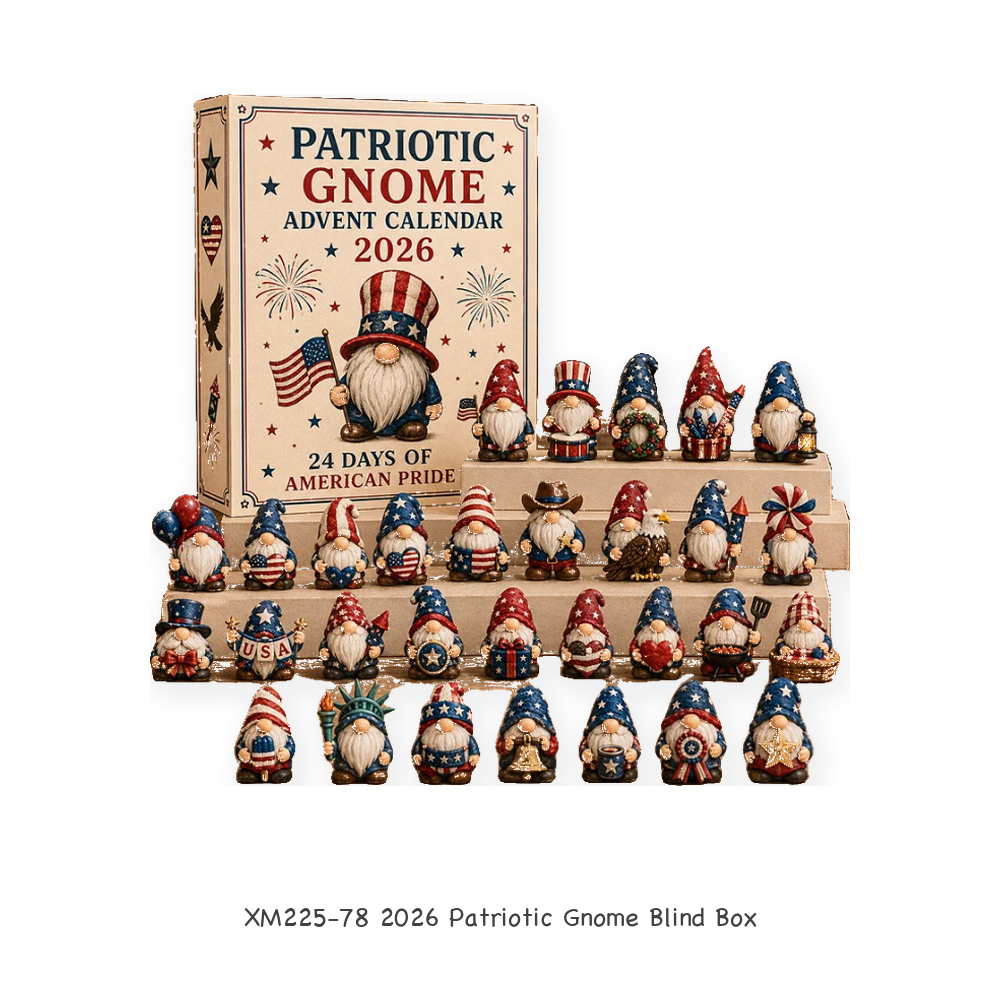 PATRIOTIC
GNOME
ADVENT CALENDAR
2026
24 DAYS OF
AMERICAN PRIDE
USA
XM225-78 2026 Patriotic Gnome Blind Box